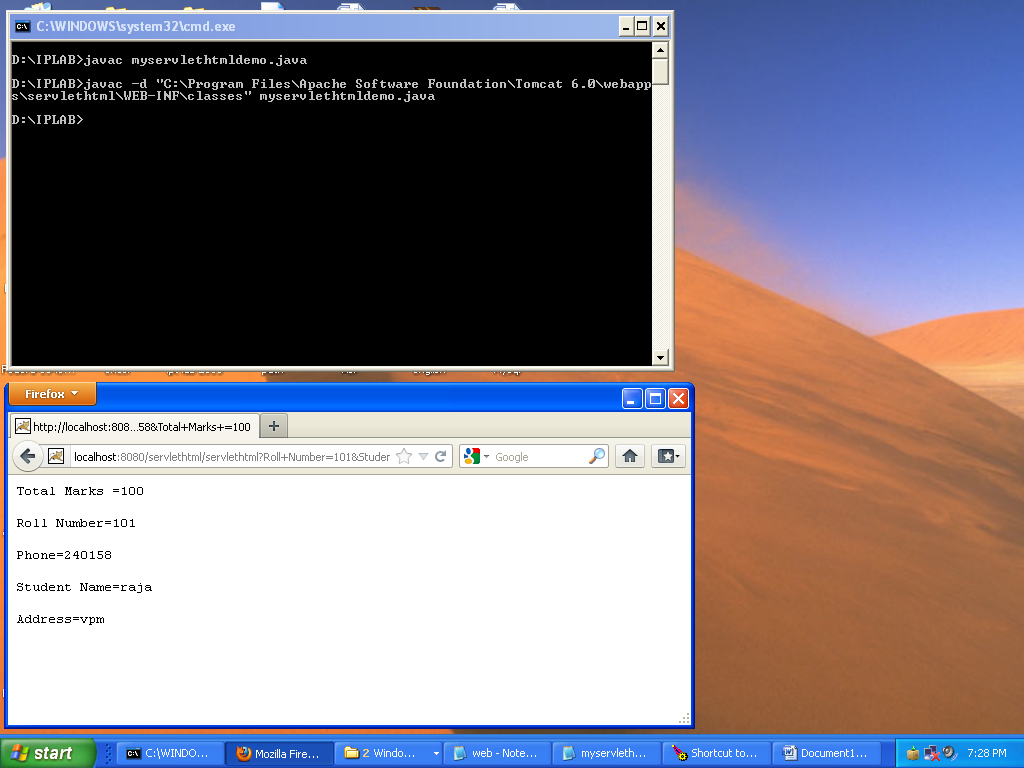 C:\WINDOWS\system32\cmd.exe
D:\IPLAB>javac myservlethtmldemo.java
D:\IPLAB>javac -d "C:\Program Files\Apache Software Foundation\Tomcat 6.0\webapp
s\servlethtml\WEB-INF\classes" myservlethtmldemo.java
D:\IPLAB>
Firefox
http://localhost:808...58&Total+Marks+=100
localhost:8080/servlethtml/servlethtml?Roll+Number=101&Studer
Google
Total Marks =100
Roll Number=101
Phone=240158
Student Name=raja
Address=vpm
start
C:\WINDO...
Mozilla Fire...
2 Windo...
web - Note...
myservleth...
Shortcut to...
Document1...
7:28 PM